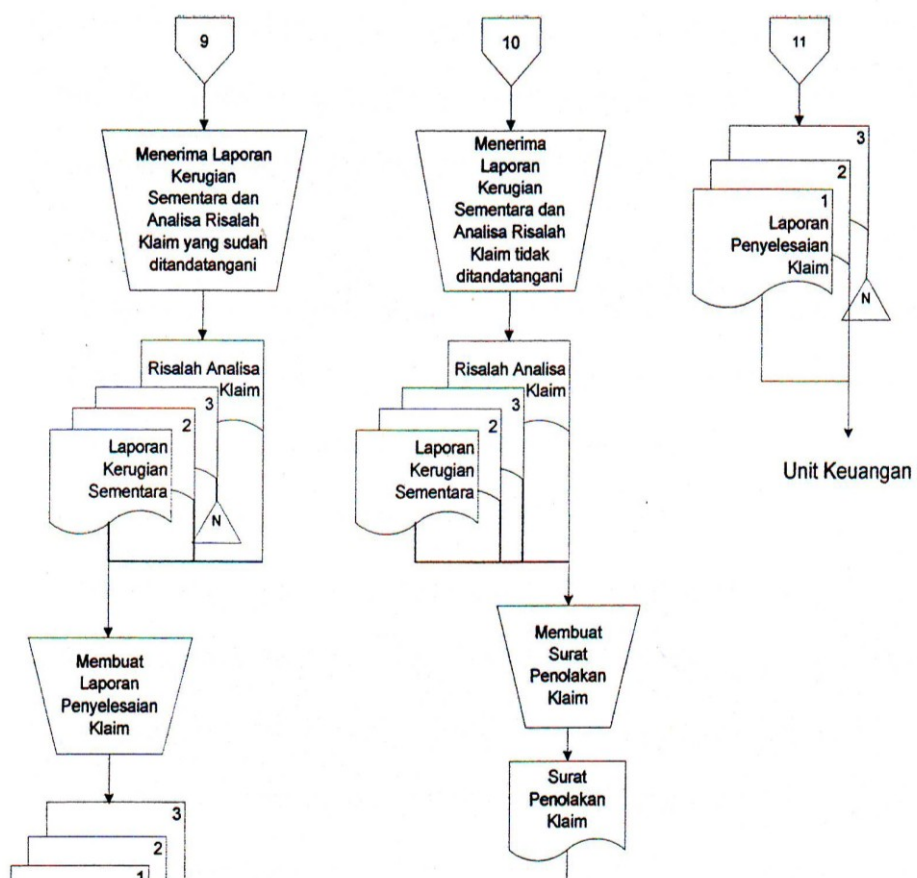 9
Menerima Laporan
Kerugian
Sementara dan
Analisa Risalah
Klaim yang sudah
ditandatangani
Risalah Analisa
Klaim
3
2
Laporan
Kerugian
Sementara
N
Membuat
Laporan
Penyelesaian
Klaim
3
2
1
10
Menerima
Laporan
Kerugian
Sementara dan
Analisa Risalah
Klaim tidak
ditandatangani
Risalah Analisa
Klaim
3
2
Laporan
Kerugian
Sementara
Membuat
Surat
Penolakan
Klaim
Surat
Penolakan
Klaim
11
3
2
1
Laporan
Penyelesaian
Klaim
N
Unit Keuangan